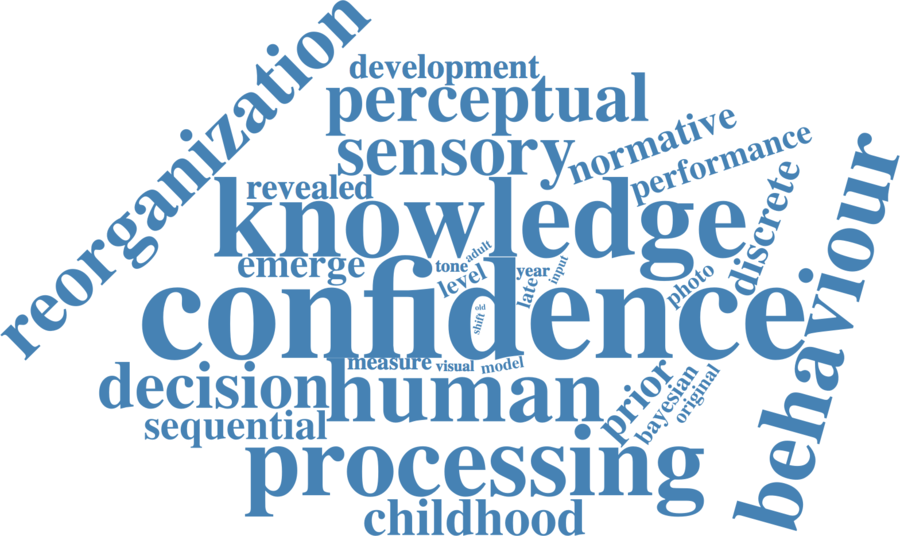 reorganization
development
perceptual
sensory
normative
performance
revealed
knowledge
discrete
behaviour
emerge
tone
adult
level
year
input
late
photo
confidence
old
shift
measure
visual
model
decision
human
prior
bayesian
original
sequential
processing
childhood